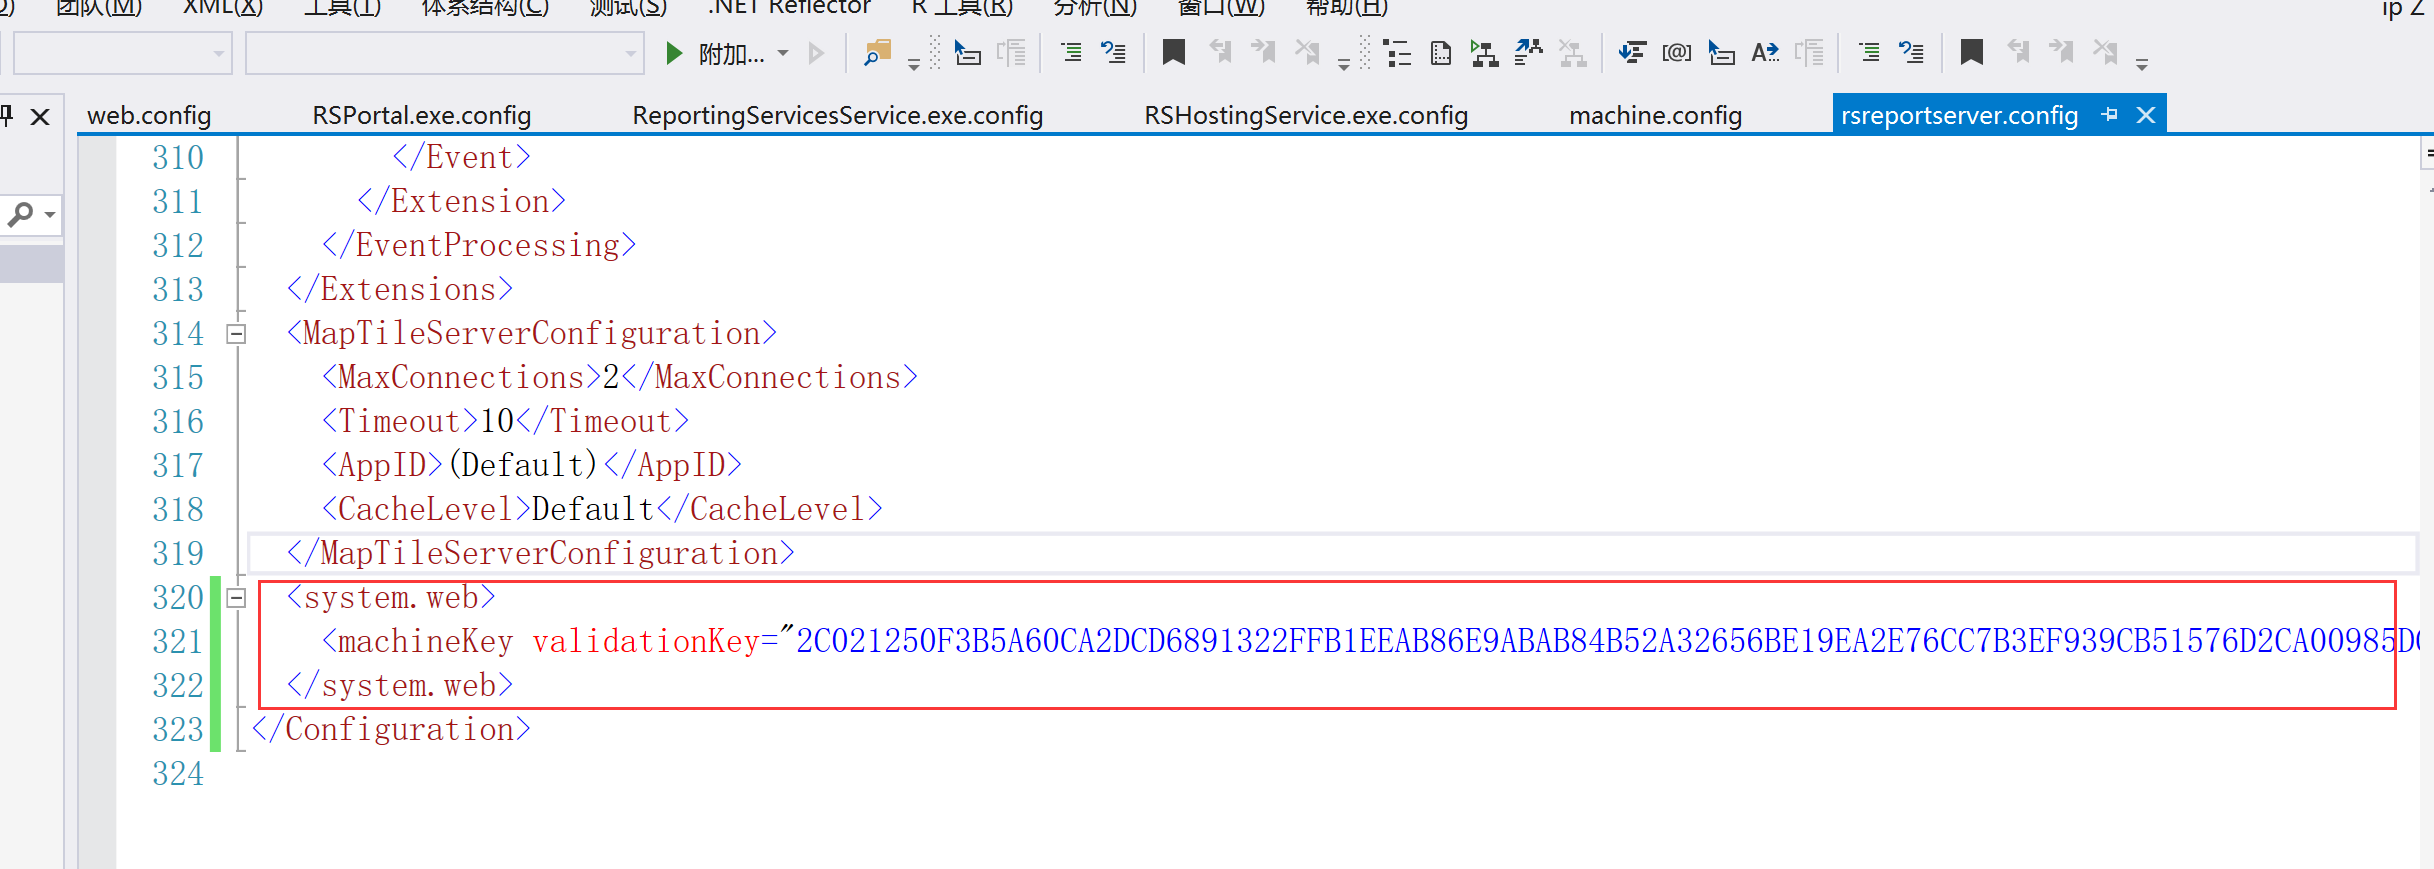 团队(M) XML(X) 工具(T) 体系结构(C) 测试(S) .NET Reflector R 工具(R) 分析(N) 窗口(W) 帮助(H) ip Z
附加...
web.config RSPortal.exe.config ReportingServicesService.exe.config RSHostingService.exe.config machine.config rsreportserver.config
310 </Event>
311 </Extension>
312 </EventProcessing>
313 </Extensions>
314 <MapTileServerConfiguration>
315 <MaxConnections>2</MaxConnections>
316 <Timeout>10</Timeout>
317 <AppID>(Default)</AppID>
318 <CacheLevel>Default</CacheLevel>
319 </MapTileServerConfiguration>
320 <system.web>
321 <machineKey validationKey="2C021250F3B5A60CA2DCD6891322FFB1EEAB86E9ABAB84B52A32656BE19EA2E76CC7B3EF939CB51576D2CA00985D
322 </system.web>
323 </Configuration>
324